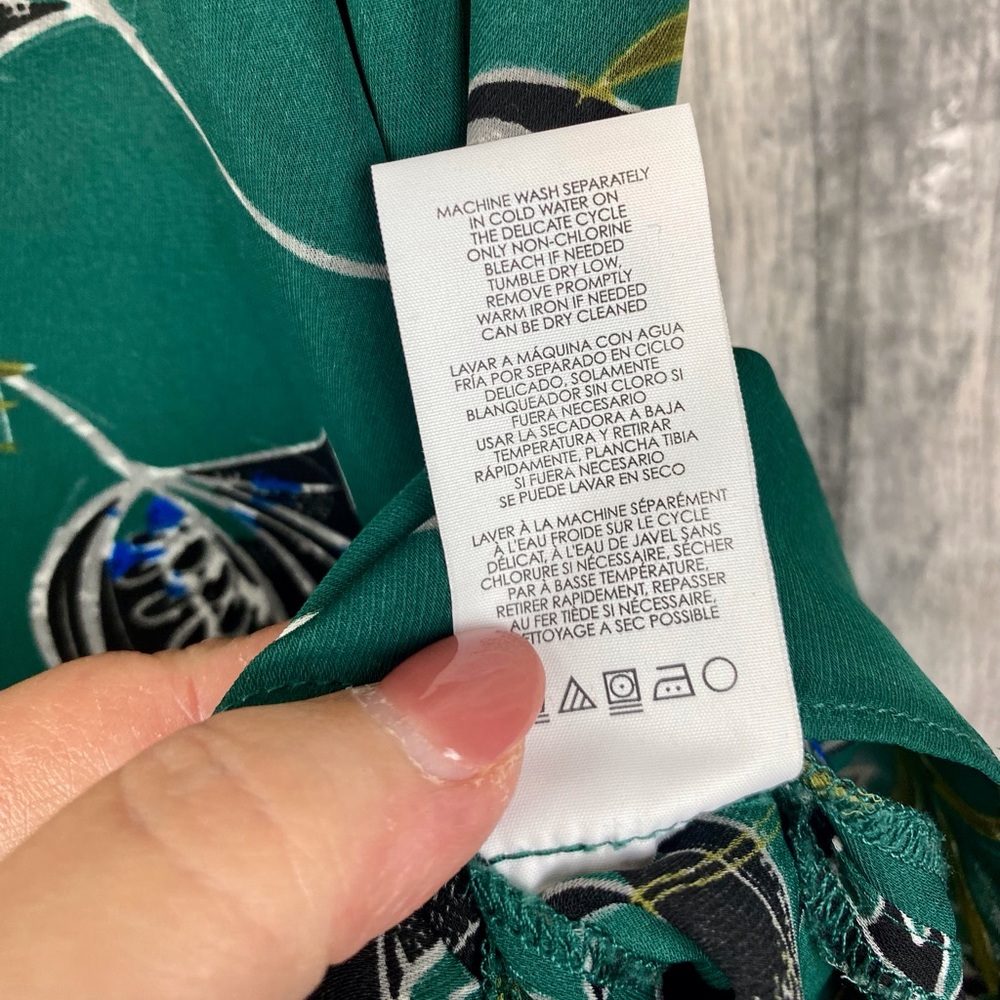 MACHINE WASH SEPARATELY
IN COLD WATER ON
THE DELICATE CYCLE
ONLY NON-CHLORINE
BLEACH IF NEEDED
TUMBLE DRY LOW,
REMOVE PROMPTLY
WARM IRON IF NEEDED
CAN BE DRY CLEANED
LAVAR A MÁQUINA CON AGUA
FRÍA POR SEPARADO EN CICLO
DELICADO, SOLAMENTE
BLANQUEADOR SIN CLORO SI
FUERA NECESARIO
USAR LA SECADORA A BAJA
TEMPERATURA Y RETIRAR
RÁPIDAMENTE, PLANCHA TIBIA
SI FUERA NECESARIO
SE PUEDE LAVAR EN SECO
LAVER À LA MACHINE SÉPARÉMENT
À L'EAU FROIDE SUR LE CYCLE
DÉLICAT, À L'EAU DE JAVEL SANS
CHLORURE SI NÉCESSAIRE, SÉCHER
PAR À BASSE TEMPÉRATURE,
RETIRER RAPIDEMENT, REPASSER
AU FER TIÈDE SI NÉCESSAIRE,
ETTOYAGE A SEC POSSIBLE